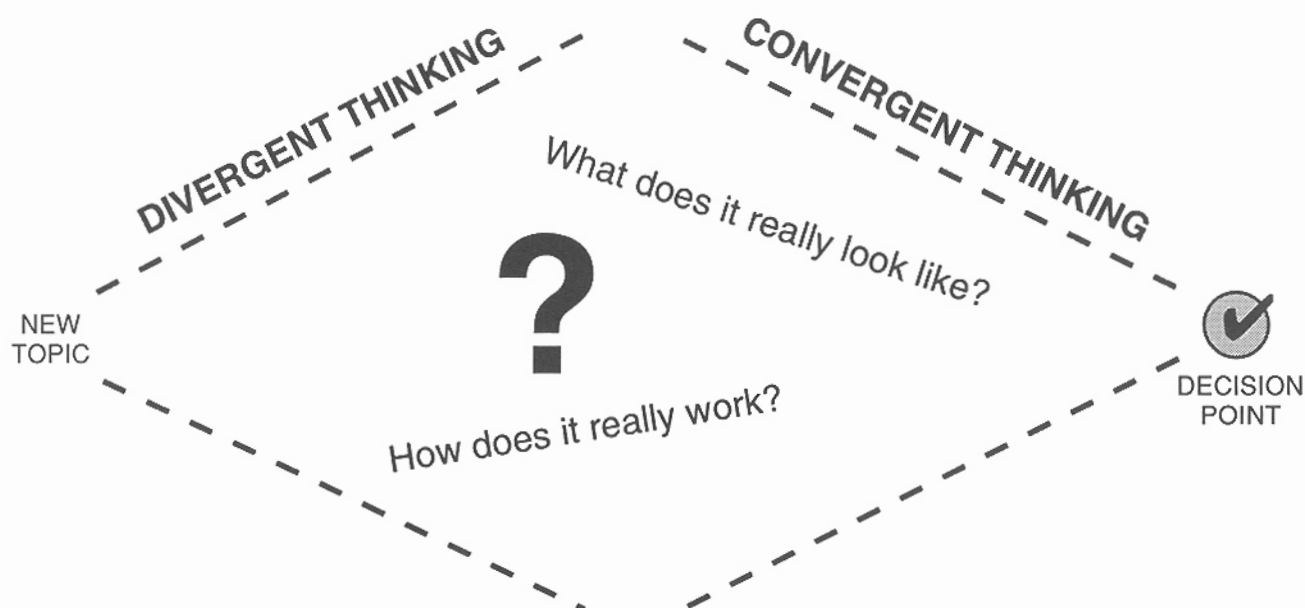 DIVERGENT THINKING
CONVERGENT THINKING
What does it really look like?
?
NEW
TOPIC
DECISION
POINT
How does it really work?